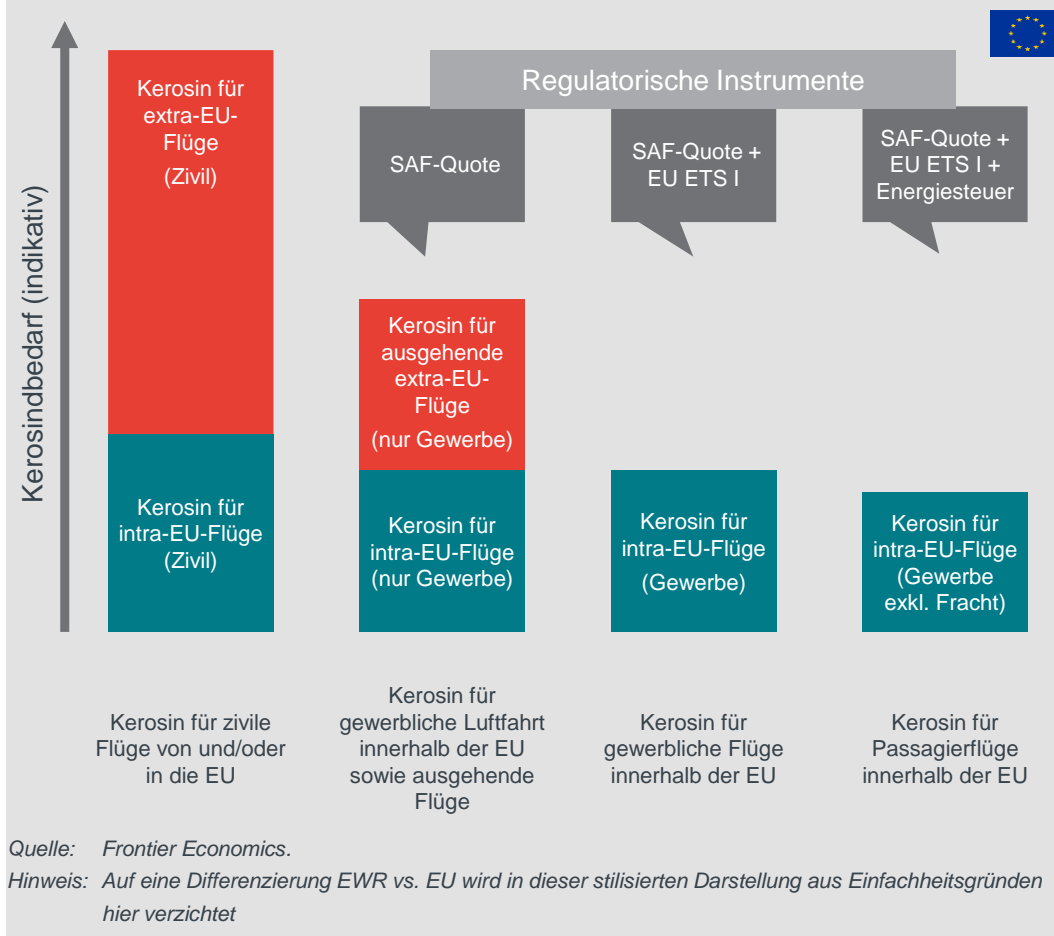 Kerosindbedarf (indikativ)
Regulatorische Instrumente
SAF-Quote
SAF-Quote +
EU ETS I
SAF-Quote +
EU ETS I +
Energiesteuer
Kerosin für
extra-EU-
Flüge
(Zivil)
Kerosin für
intra-EU-Flüge
(Zivil)
Kerosin für
ausgehende
extra-EU-
Flüge
(nur Gewerbe)
Kerosin für
intra-EU-Flüge
(nur Gewerbe)
Kerosin für
intra-EU-Flüge
(Gewerbe)
Kerosin für
intra-EU-Flüge
(Gewerbe
exkl. Fracht)
Kerosin für zivile
Flüge von und/oder
in die EU
Kerosin für
gewerbliche Luftfahrt
innerhalb der EU
sowie ausgehende
Flüge
Kerosin für
gewerbliche Flüge
innerhalb der EU
Kerosin für
Passagierflüge
innerhalb der EU
Quelle: Frontier Economics.
Hinweis: Auf eine Differenzierung EWR vs. EU wird in dieser stilisierten Darstellung aus Einfachheitsgründen
hier verzichtet